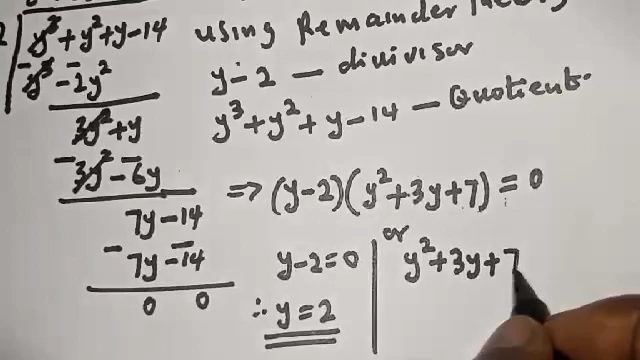 2 | y³ + y² + y - 14
y³ - 2y²
3y² + y
- 3y² - 6y
7y - 14
- 7y - 14
0 0
using Remainder
y - 2 — divisor
y³ + y² + y - 14 — Quotient.
=> (y-2)(y² + 3y + 7) = 0
y-2=0
∴ y = 2
or
y² + 3y + 7